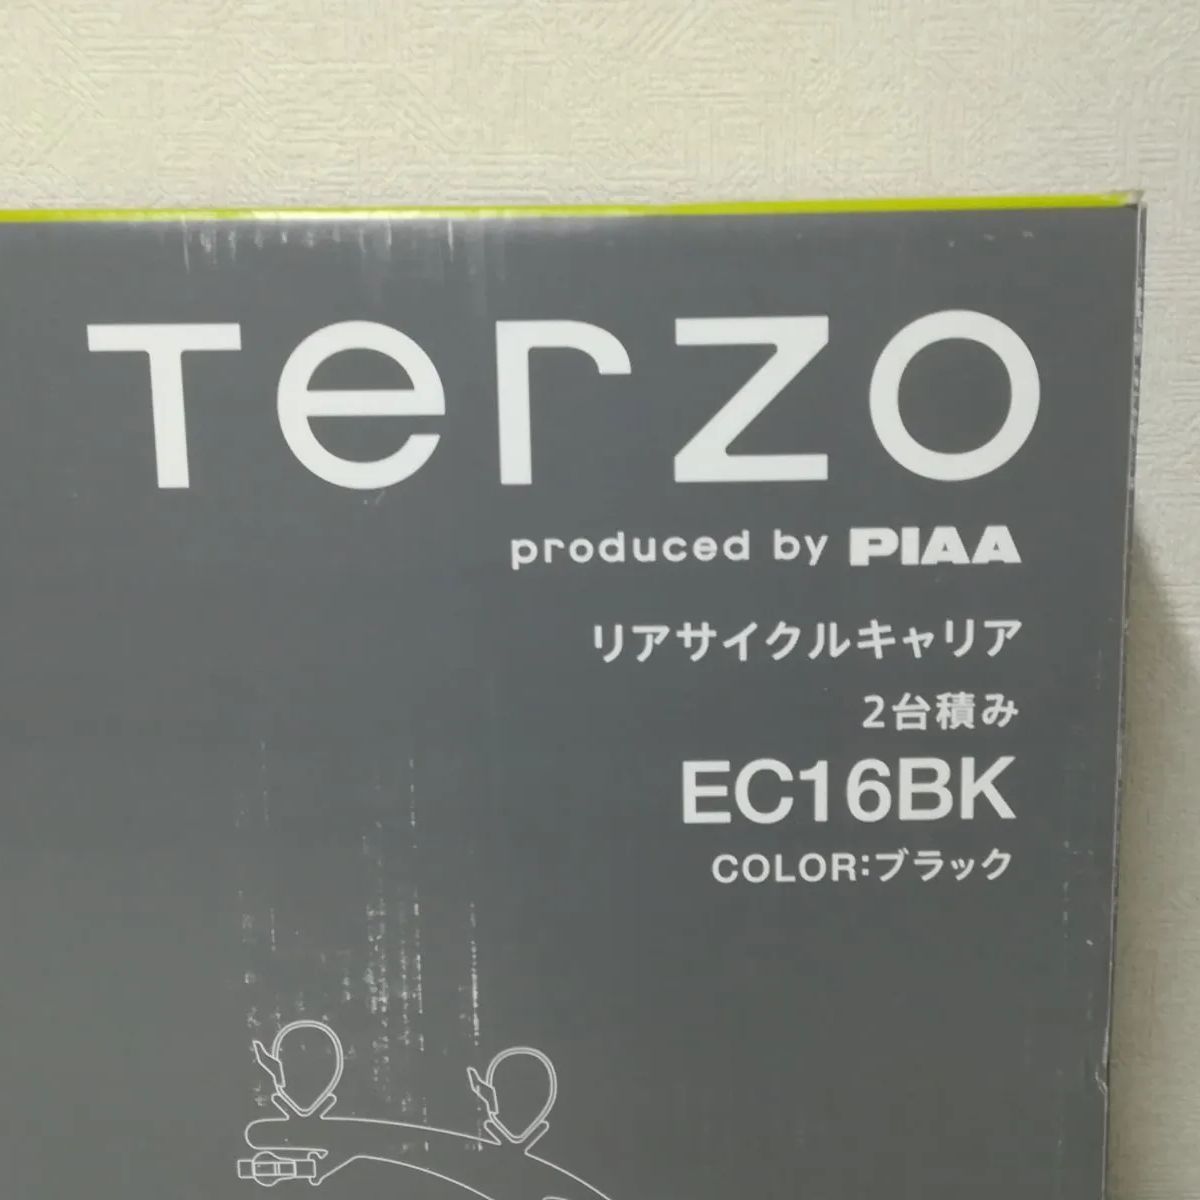 Terzo
produced by PIAA
リアサイクルキャリア
2台積み
EC16BK
COLOR:ブラック